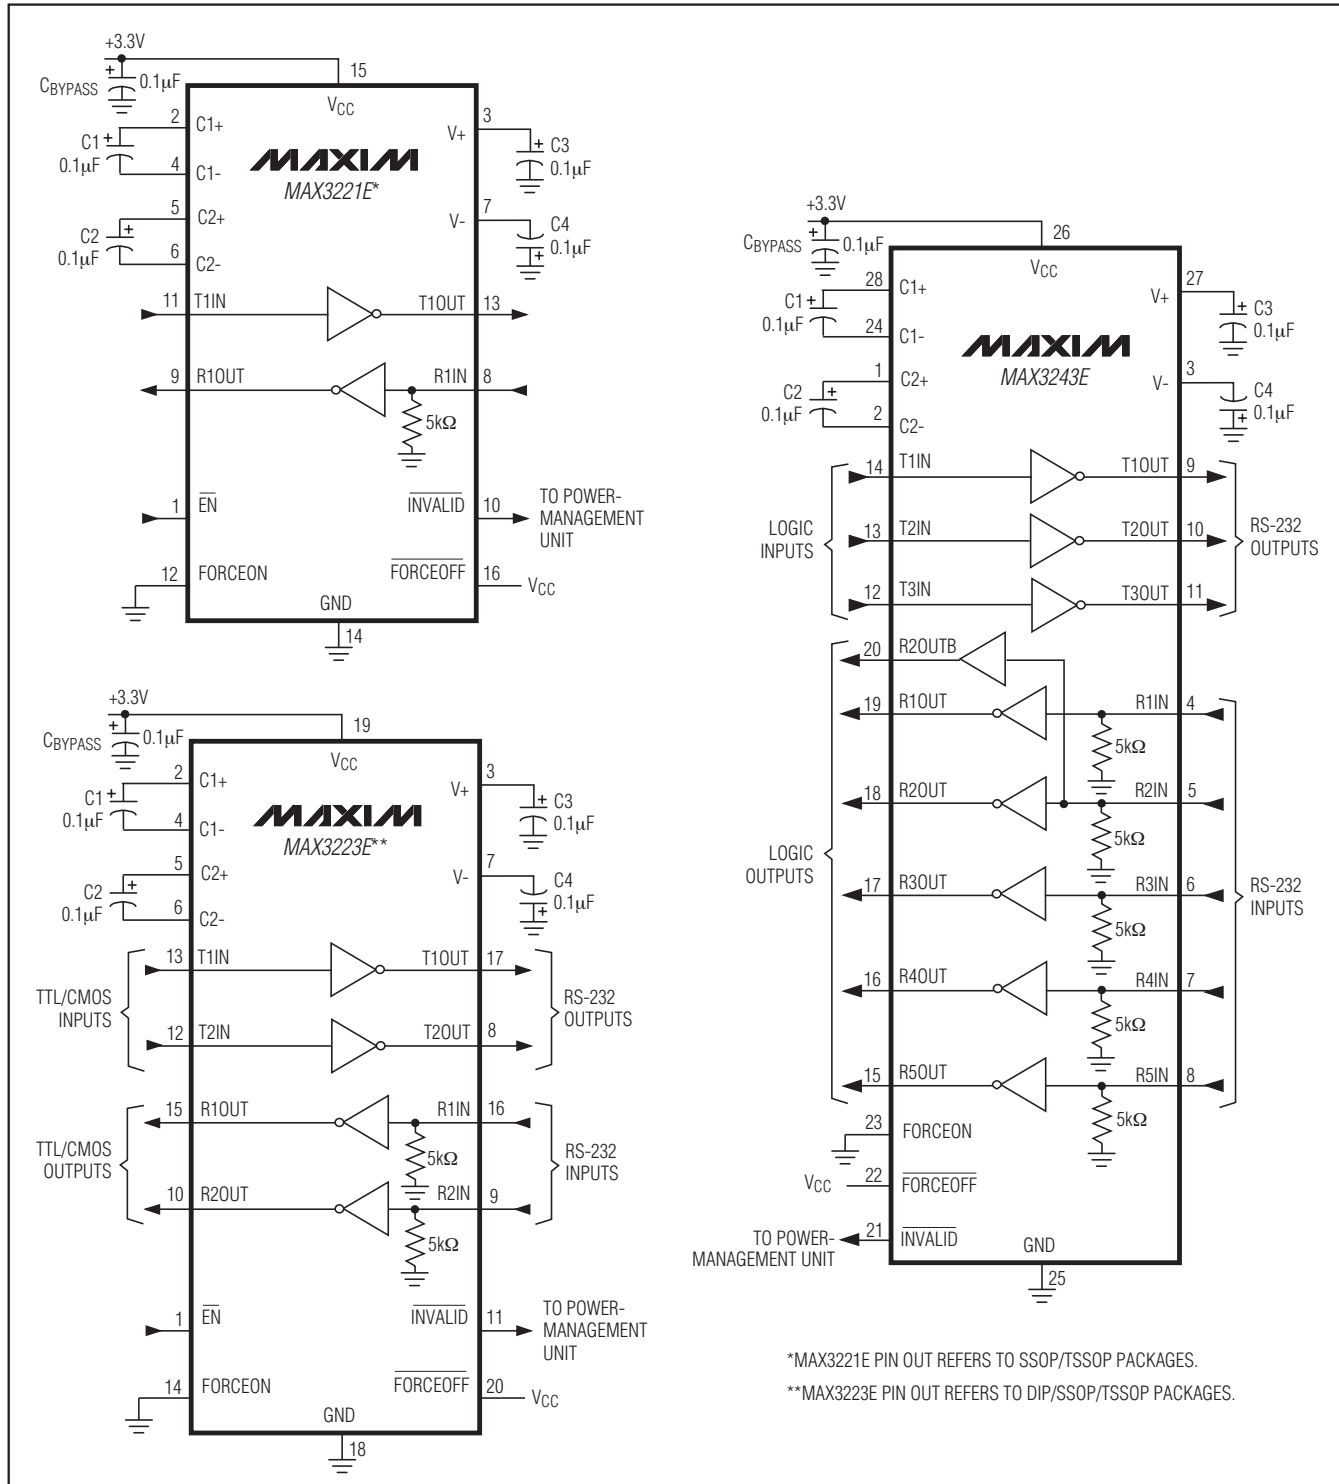 +3.3V
CBYPASS
+
0.1µF
15
VCC
2
C1+
C1
+
0.1µF
4
C1-
5
C2+
C2
+
0.1µF
6
C2-
MAXIM
MAX3221E*
V+
3
+
C3
0.1µF
V-
7
C4
0.1µF
+
11
T1IN
T1OUT
13
9
R1OUT
R1IN
8
5kΩ
1
EN
INVALID
10
TO POWER-
MANAGEMENT
UNIT
12
FORCEON
FORCEOFF
16
VCC
GND
14
+3.3V
CBYPASS
+
0.1µF
19
VCC
2
C1+
C1
+
0.1µF
4
C1-
5
C2+
C2
+
0.1µF
6
C2-
MAXIM
MAX3223E**
V+
3
+
C3
0.1µF
V-
7
C4
0.1µF
+
TTL/CMOS
INPUTS
13
T1IN
T1OUT
17
12
T2IN
T2OUT
8
RS-232
OUTPUTS
TTL/CMOS
OUTPUTS
15
R1OUT
R1IN
16
5kΩ
10
R2OUT
R2IN
9
5kΩ
RS-232
INPUTS
1
EN
INVALID
11
TO POWER-
MANAGEMENT
UNIT
14
FORCEON
FORCEOFF
20
VCC
GND
18
+3.3V
CBYPASS
+
0.1µF
26
VCC
28
C1+
C1
+
0.1µF
24
C1-
1
C2+
C2
+
0.1µF
2
C2-
MAXIM
MAX3243E
V+
27
+
C3
0.1µF
V-
3
C4
0.1µF
+
LOGIC
INPUTS
14
T1IN
T1OUT
9
13
T2IN
T2OUT
10
12
T3IN
T3OUT
11
RS-232
OUTPUTS
LOGIC
OUTPUTS
20
R2OUTB
19
R1OUT
R1IN
4
5kΩ
18
R2OUT
R2IN
5
5kΩ
17
R3OUT
R3IN
6
5kΩ
16
R4OUT
R4IN
7
5kΩ
15
R5OUT
R5IN
8
5kΩ
RS-232
INPUTS
23
FORCEON
VCC
22
FORCEOFF
TO POWER-
MANAGEMENT UNIT
21
INVALID
GND
25
*MAX3221E PIN OUT REFERS TO SSOP/TSSOP PACKAGES.
**MAX3223E PIN OUT REFERS TO DIP/SSOP/TSSOP PACKAGES.